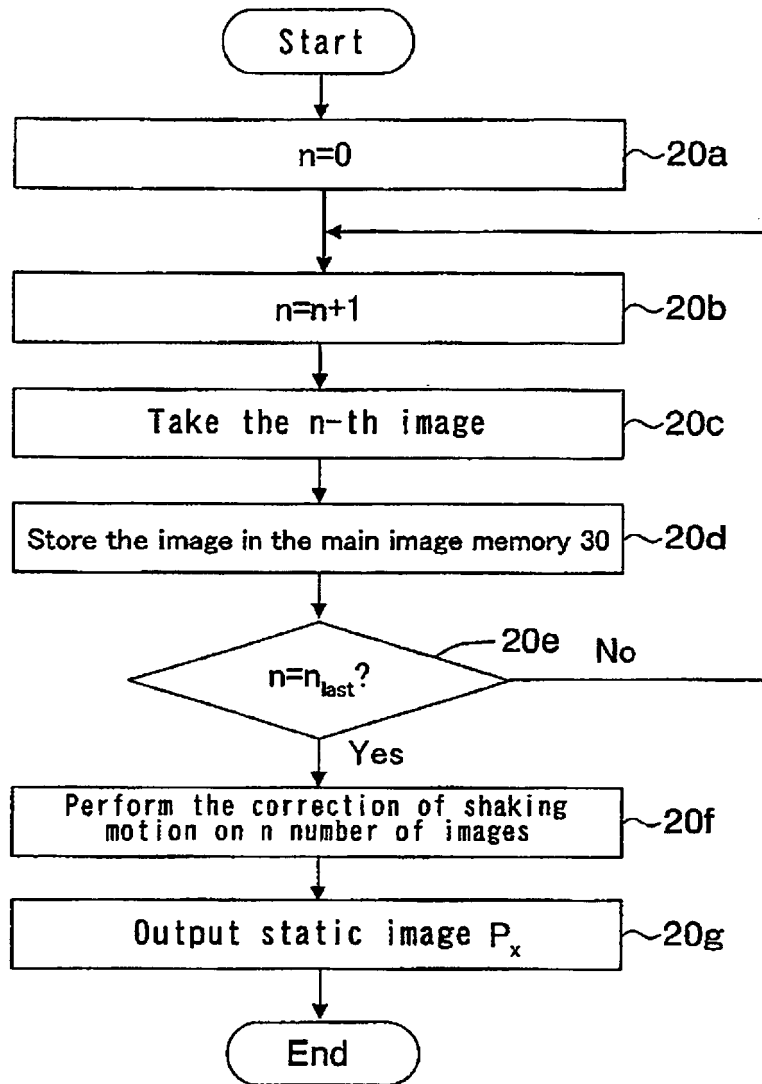 Start
n=0
20a
n=n+1
20b
Take the n-th image
20c
Store the image in the main image memory 30
20d
20e
n=nlast?
No
Yes
Perform the correction of shaking
motion on n number of images
20f
Output static image Px
20g
End